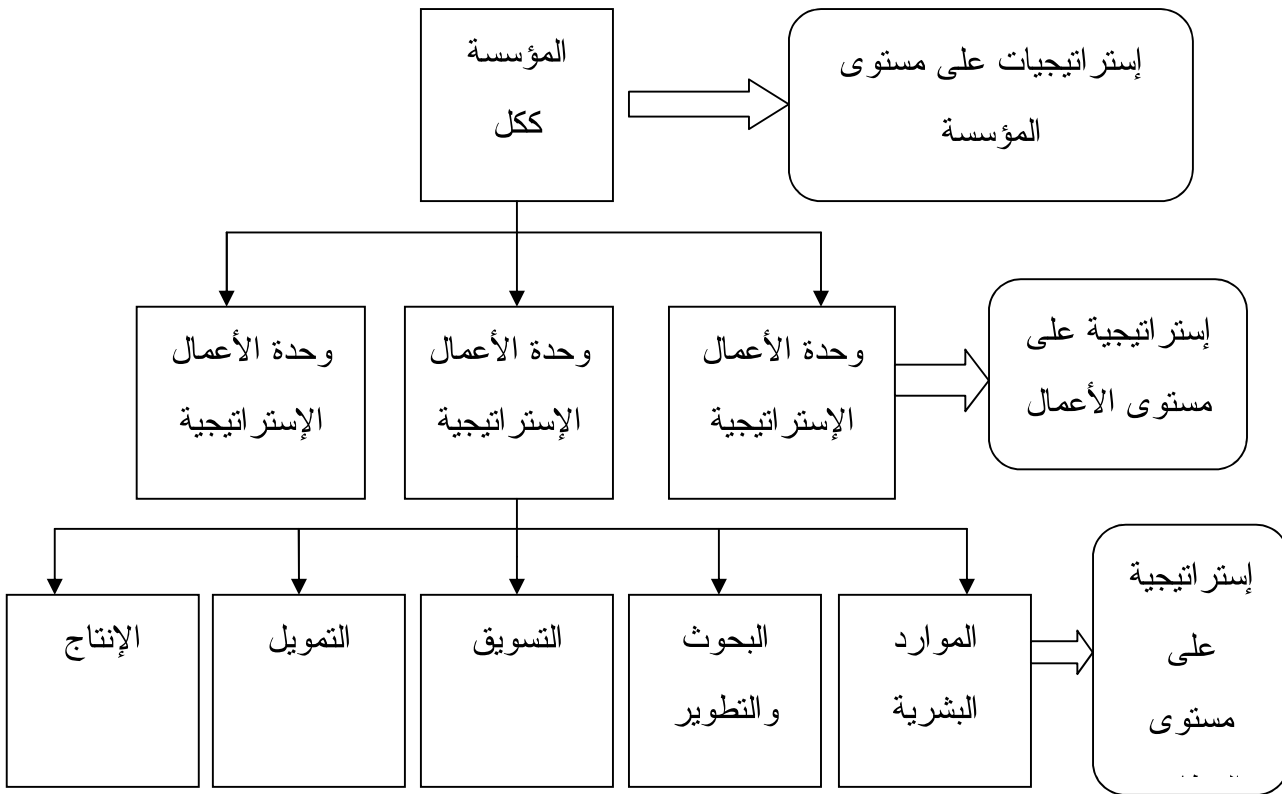 المؤسسة
ككل
إستراتيجيات على مستوى
المؤسسة
وحدة الأعمال
الإستراتيجية
وحدة الأعمال
الإستراتيجية
وحدة الأعمال
الإستراتيجية
إستراتيجية على
مستوى الأعمال
الموارد
البشرية
البحوث
والتطوير
التسويق
التمويل
الإنتاج
إستراتيجية
على
مستوى